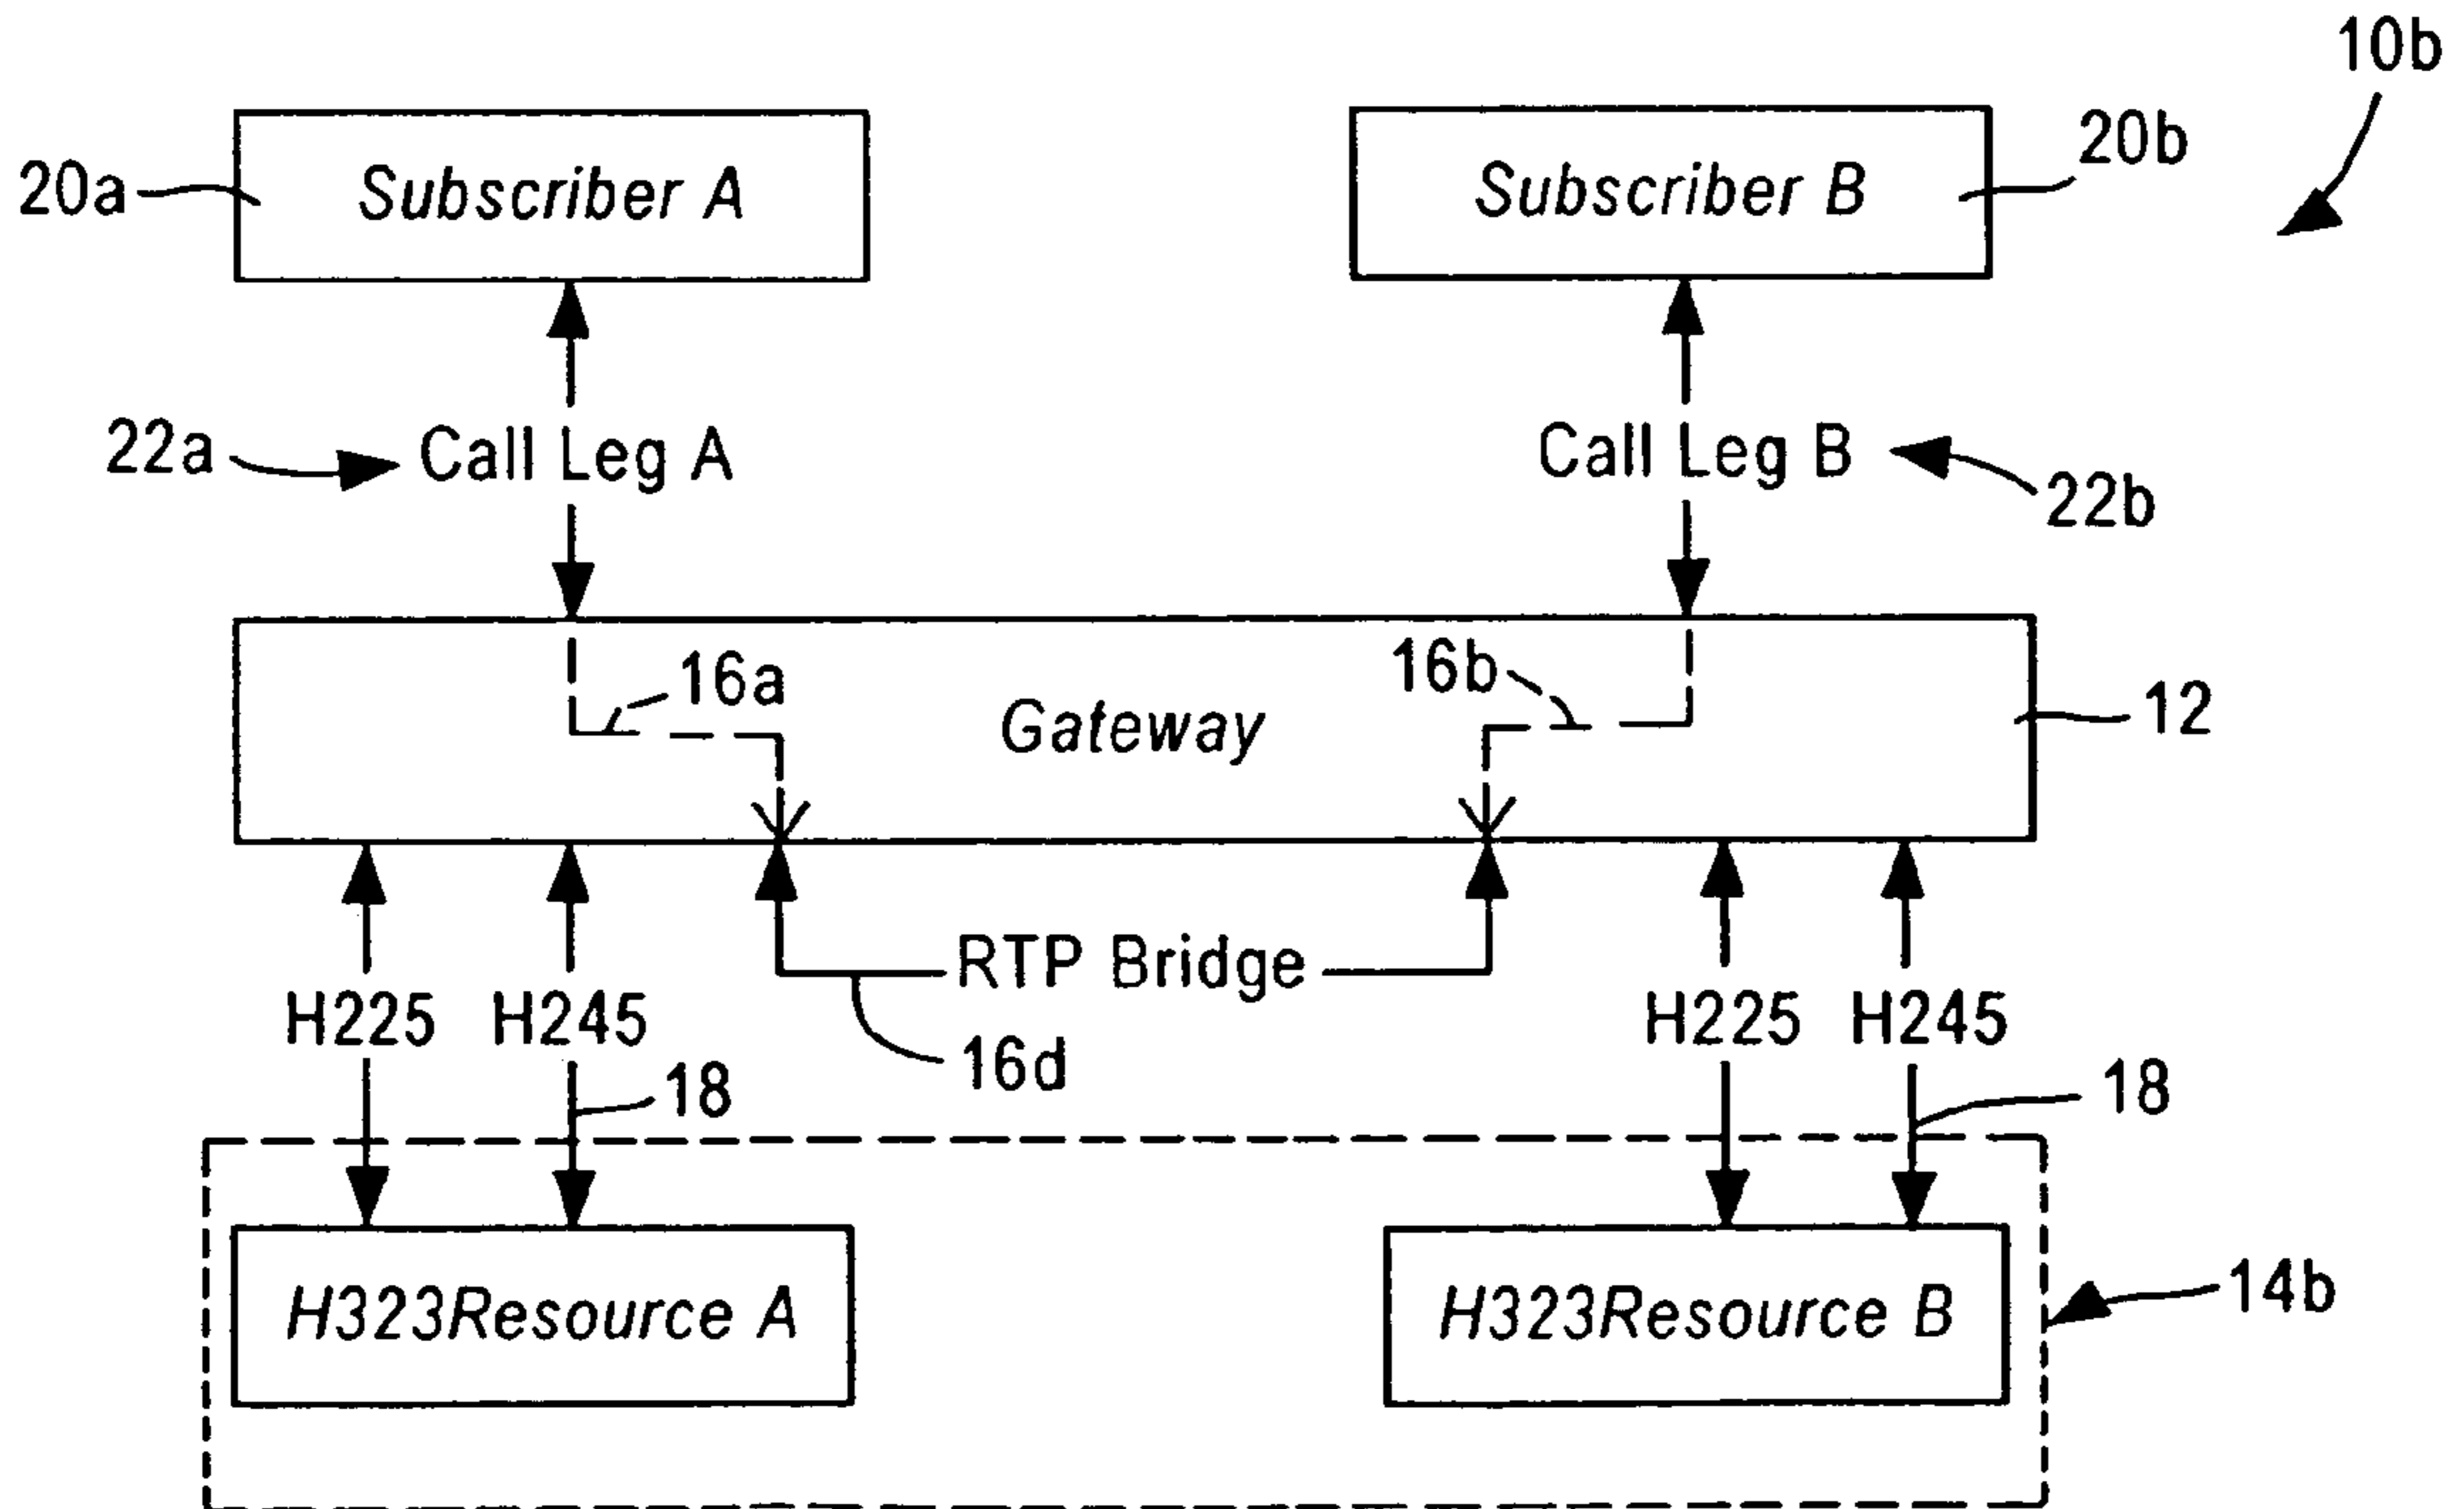 10b
20a
Subscriber A
Subscriber B
20b
22a
Call Leg A
Call Leg B
22b
16a
16b
Gateway
12
RTP Bridge
H225
H245
16d
H225
H245
18
18
H323Resource A
H323Resource B
14b